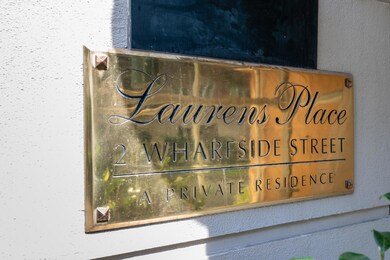 Laurens Place
2 WHARFSIDE STREET
A PRIVATE RESIDENCE